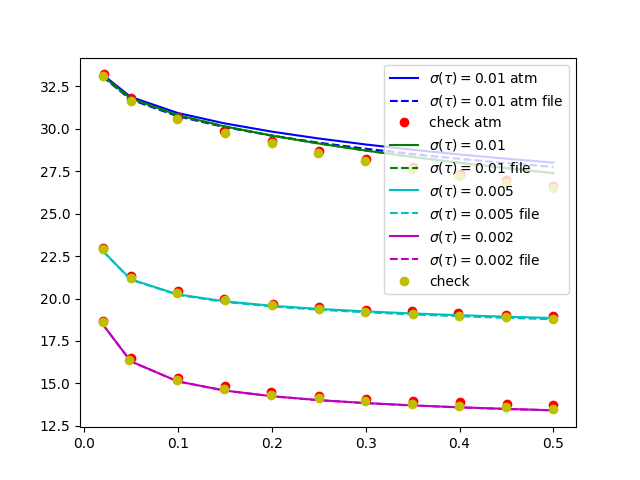 32.5
30.0
27.5
25.0
22.5
20.0
17.5
15.0
12.5
0.0 0.1 0.2 0.3 0.4 0.5
σ(τ) = 0.01 atm
σ(τ) = 0.01 atm file
check atm
σ(τ) = 0.01
σ(τ) = 0.01 file
σ(τ) = 0.005
σ(τ) = 0.005 file
σ(τ) = 0.002
σ(τ) = 0.002 file
check